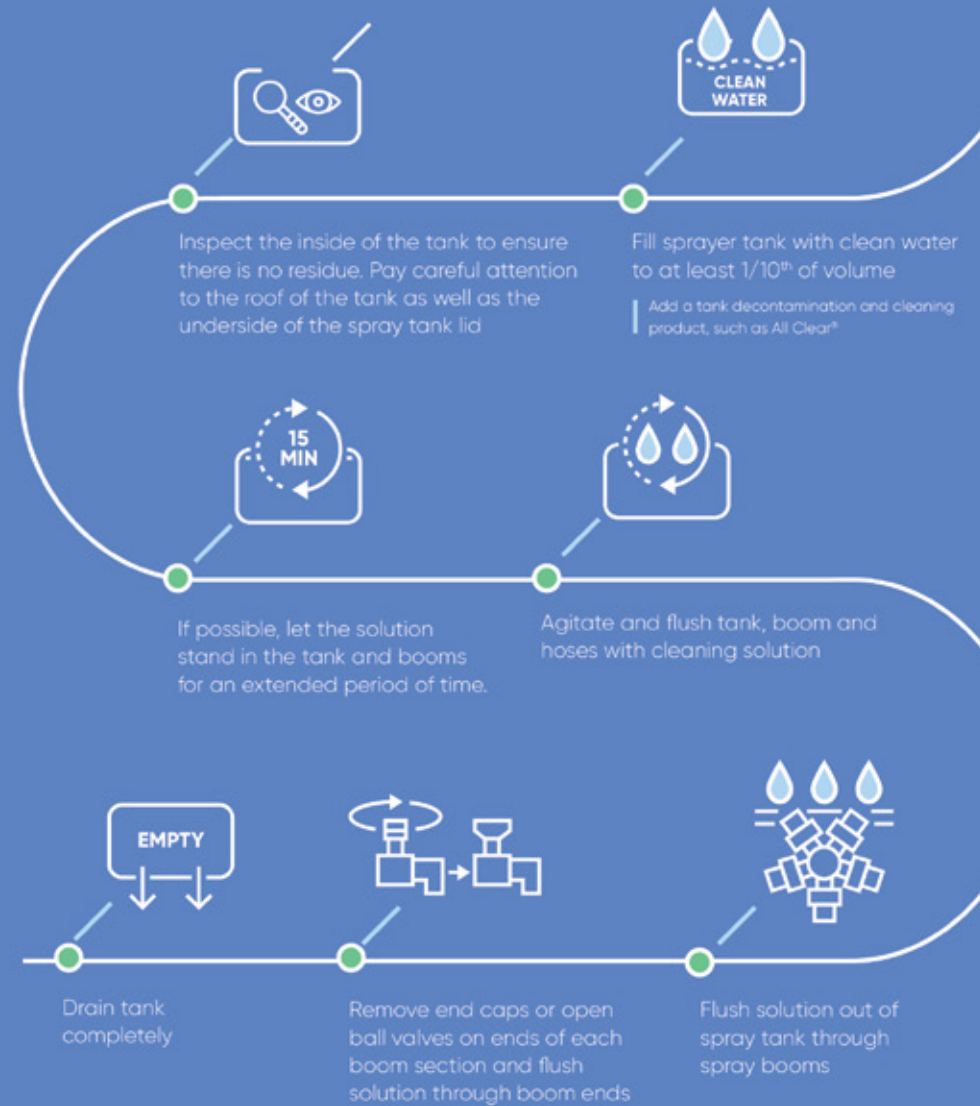 CLEAN
WATER
Inspect the inside of the tank to ensure
there is no residue. Pay careful attention
to the roof of the tank as well as the
underside of the spray tank lid
Fill sprayer tank with clean water
to at least 1/10th of volume
Add a tank decontamination and cleaning
product, such as All Clear®
15
MIN
If possible, let the solution
stand in the tank and booms
for an extended period of time.
Agitate and flush tank, boom and
hoses with cleaning solution
EMPTY
Drain tank
completely
Remove end caps or open
ball valves on ends of each
boom section and flush
solution through boom ends
Flush solution out of
spray tank through
spray booms